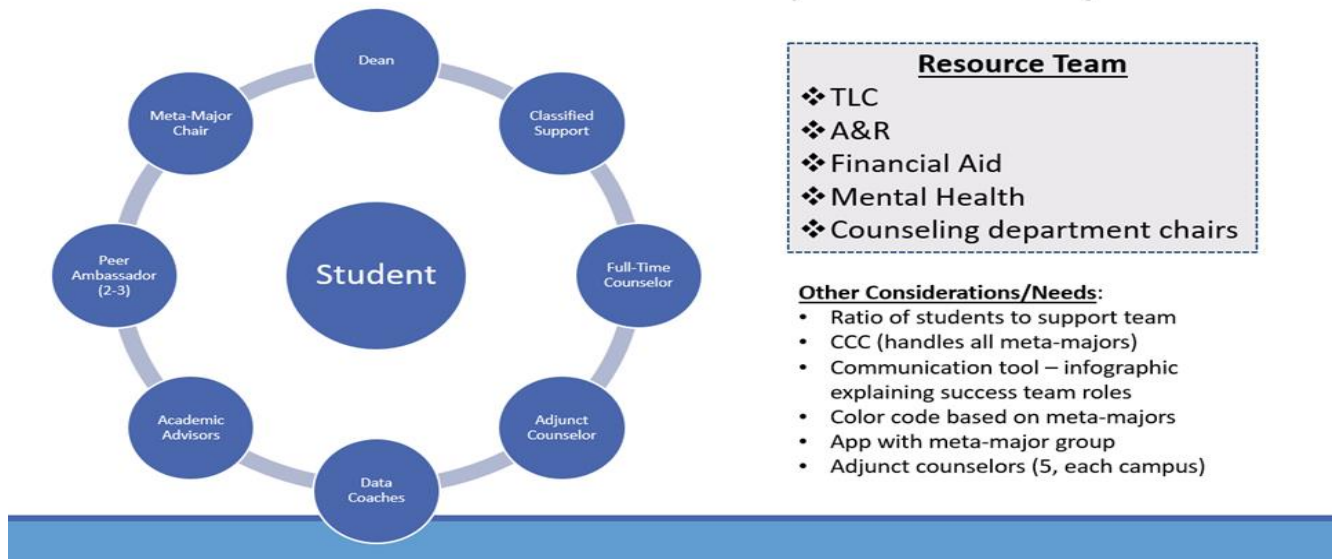 Dean
Classified
Support
Full-Time
Counselor
Adjunct
Counselor
Data
Coaches
Academic
Advisors
Peer
Ambassador
(2-3)
Meta-Major
Chair
Student
Resource Team
❖TLC
❖A&R
❖Financial Aid
❖Mental Health
❖Counseling department chairs
Other Considerations/Needs:
• Ratio of students to support team
• CCC (handles all meta-majors)
• Communication tool – infographic
explaining success team roles
• Color code based on meta-majors
• App with meta-major group
• Adjunct counselors (5, each campus)